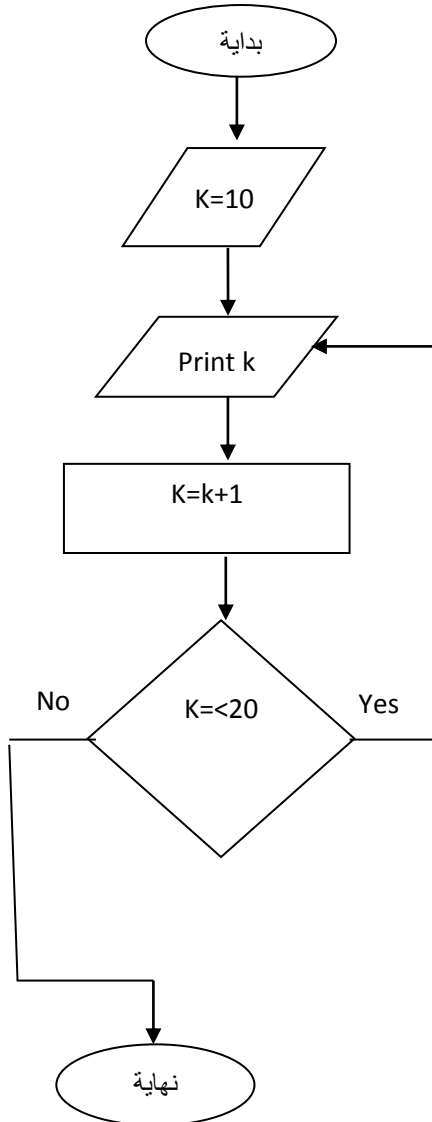 بداية
K=10
Print k
K=k+1
No
K=<20
Yes
نهاية